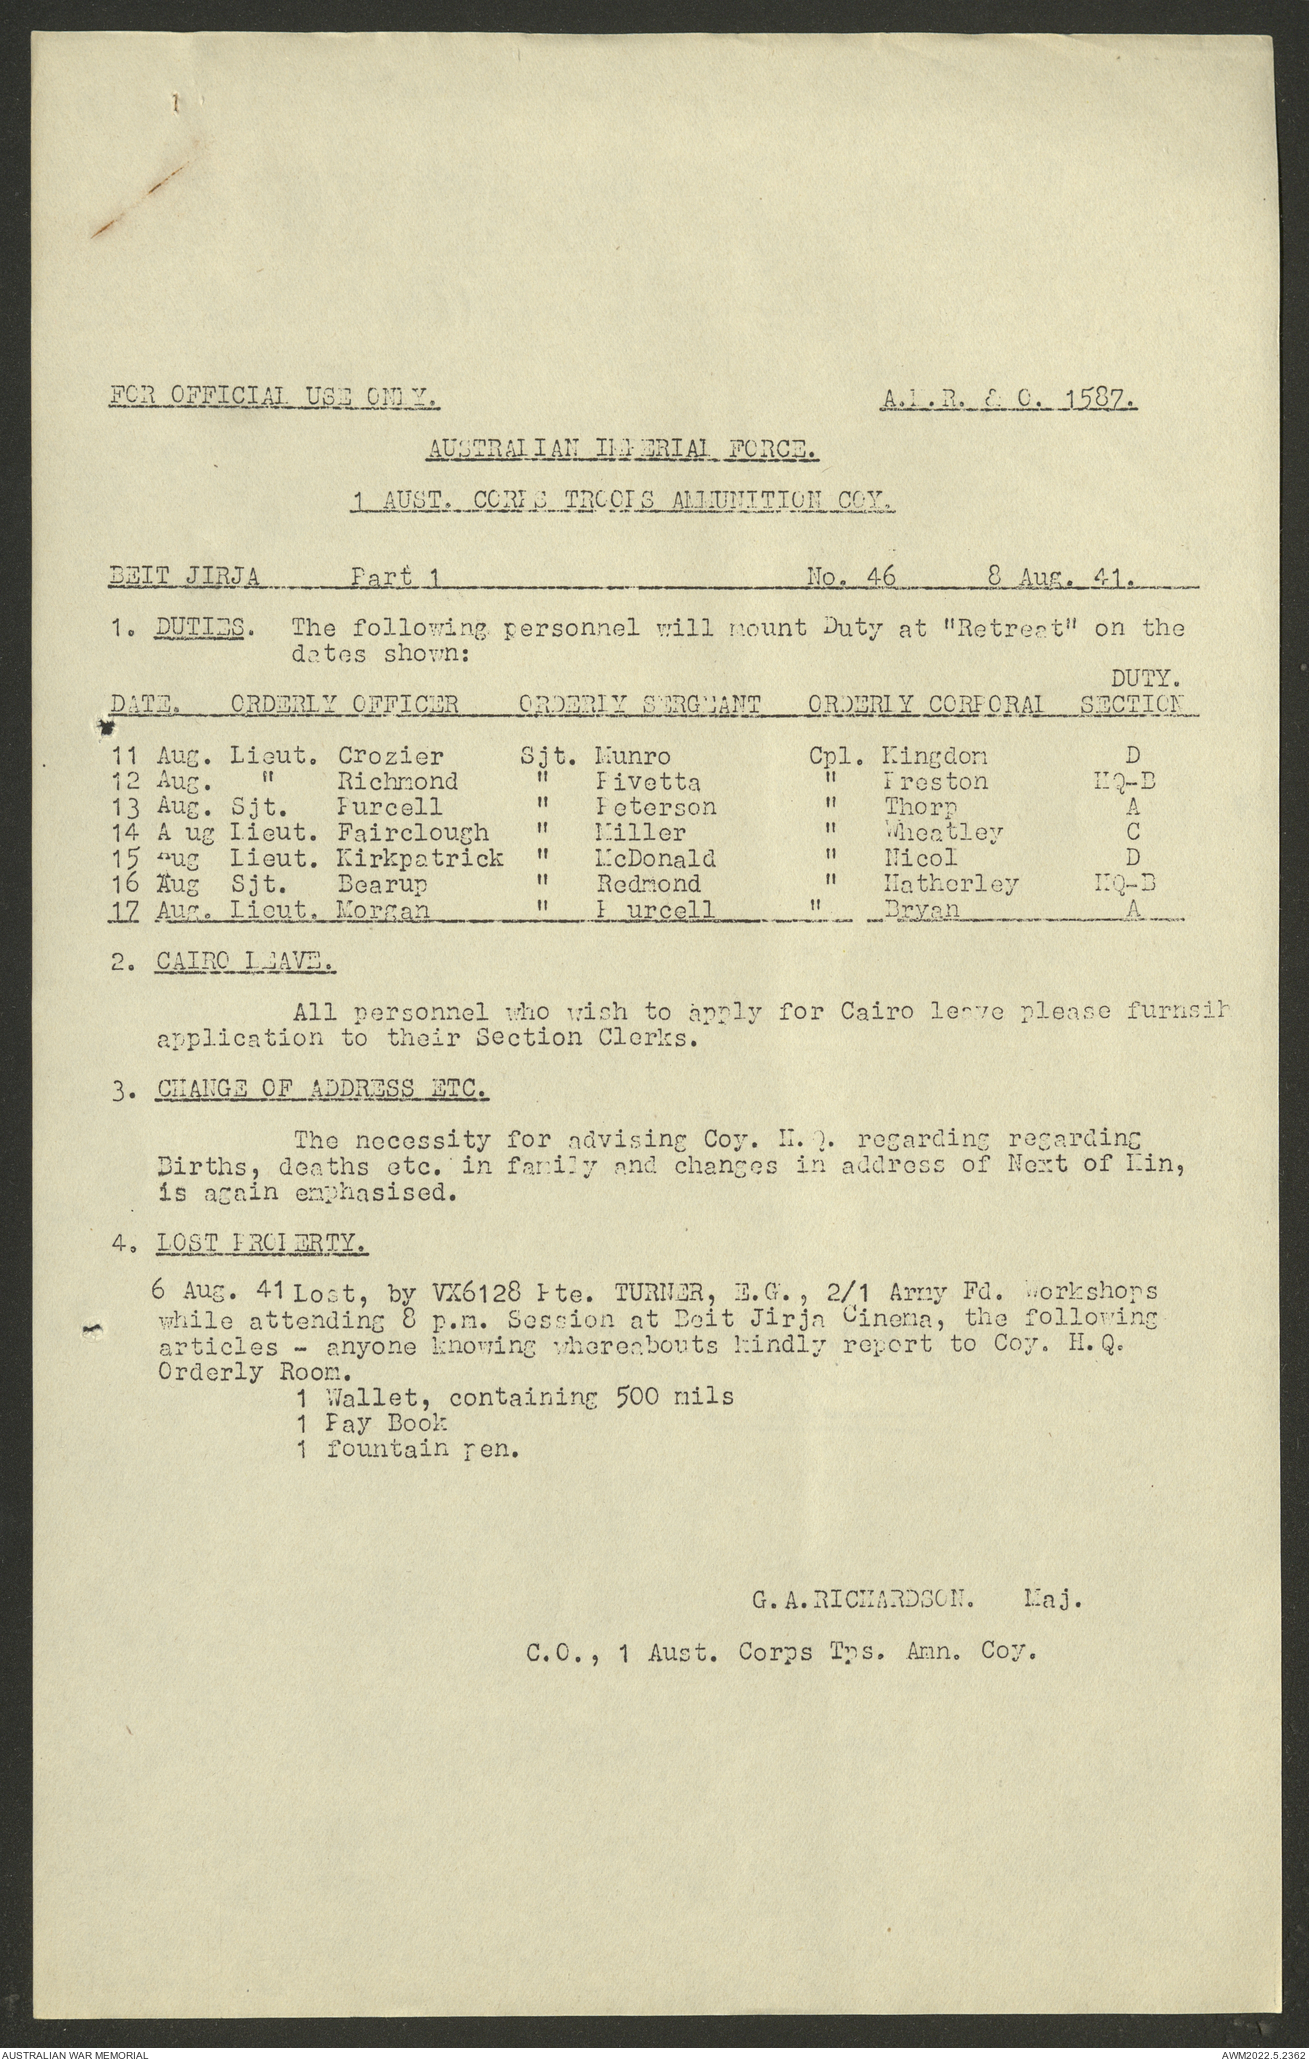 FOR OFFICIAL USE ONLY. A.I.R. & O. 1587.
AUSTRALIAN IMPERIAL FORCE.
1 AUST. CORPS TROOPS AMMUNITION COY.
BEIT JIRJA Part 1 No. 46 8 Aug. 41.
1. DUTIES. The following personnel will mount Duty at "Retreat" on the
dates shown:
DUTY.
DATE. ORDERLY OFFICER ORDERLY SERGEANT ORDERLY CORPORAL SECTION
11 Aug. Lieut. Crozier Sjt. Munro Cpl. Kingdom D
12 Aug. " Richmond " Pivetta " Preston HQ-B
13 Aug. Sjt. Purcell " Peterson " Thorp A
14 A ug Lieut. Fairclough " Miller " Wheatley C
15 Aug Lieut. Kirkpatrick " McDonald " Nicol D
16 Aug Sjt. Bearup " Redmond " Hatherley HQ-B
17 Aug. Lieut. Morgan " P urcell " Bryan A
2. CAIRO LEAVE.
All personnel who wish to apply for Cairo leave please furnsih
application to their Section Clerks.
3. CHANGE OF ADDRESS ETC.
The necessity for advising Coy. H.Q. regarding regarding
Births, deaths etc. in family and changes in address of Next of Kin,
is again emphasised.
4. LOST PROPERTY.
6 Aug. 41 Lost, by VX6128 Pte. TURNER, E.G., 2/1 Army Fd. Workshops
while attending 8 p.m. Session at Beit Jirja Cinema, the following
articles - anyone knowing whereabouts kindly report to Coy. H.Q.
Orderly Room.
1 Wallet, containing 500 mils
1 Pay Book
1 fountain pen.
G.A.RICHARDSON. Maj.
C.O., 1 Aust. Corps Tps. Amn. Coy.
AUSTRALIAN WAR MEMORIAL AWM2022.5.2362